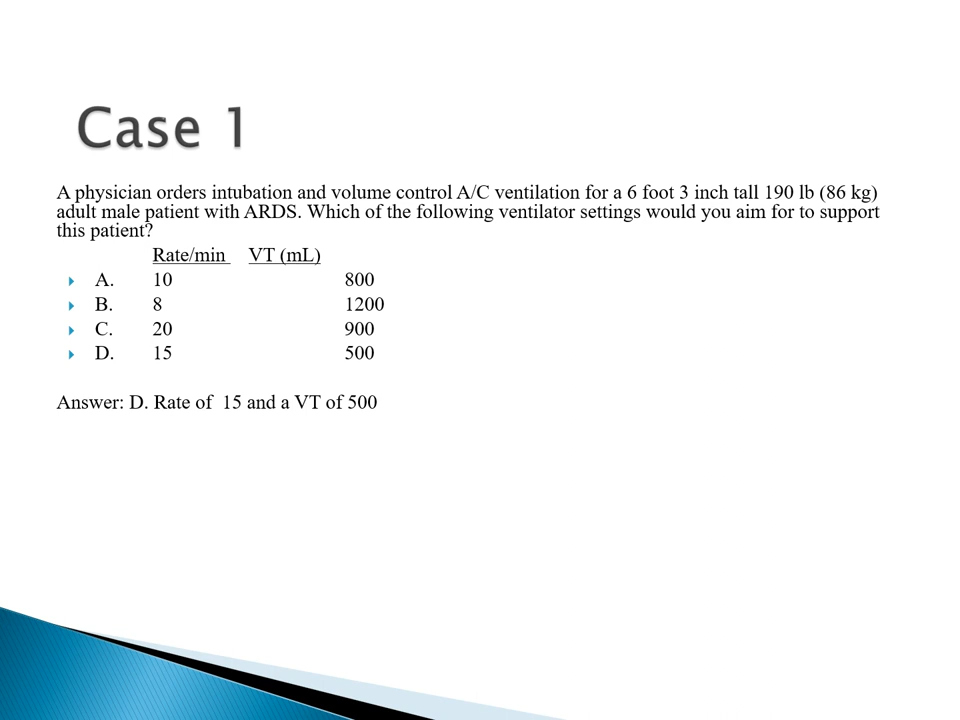 Case 1
A physician orders intubation and volume control A/C ventilation for a 6 foot 3 inch tall 190 lb (86 kg)
adult male patient with ARDS. Which of the following ventilator settings would you aim for to support
this patient?
Rate/min VT (mL)
A. 10 800
B. 8 1200
C. 20 900
D. 15 500
Answer: D. Rate of 15 and a VT of 500